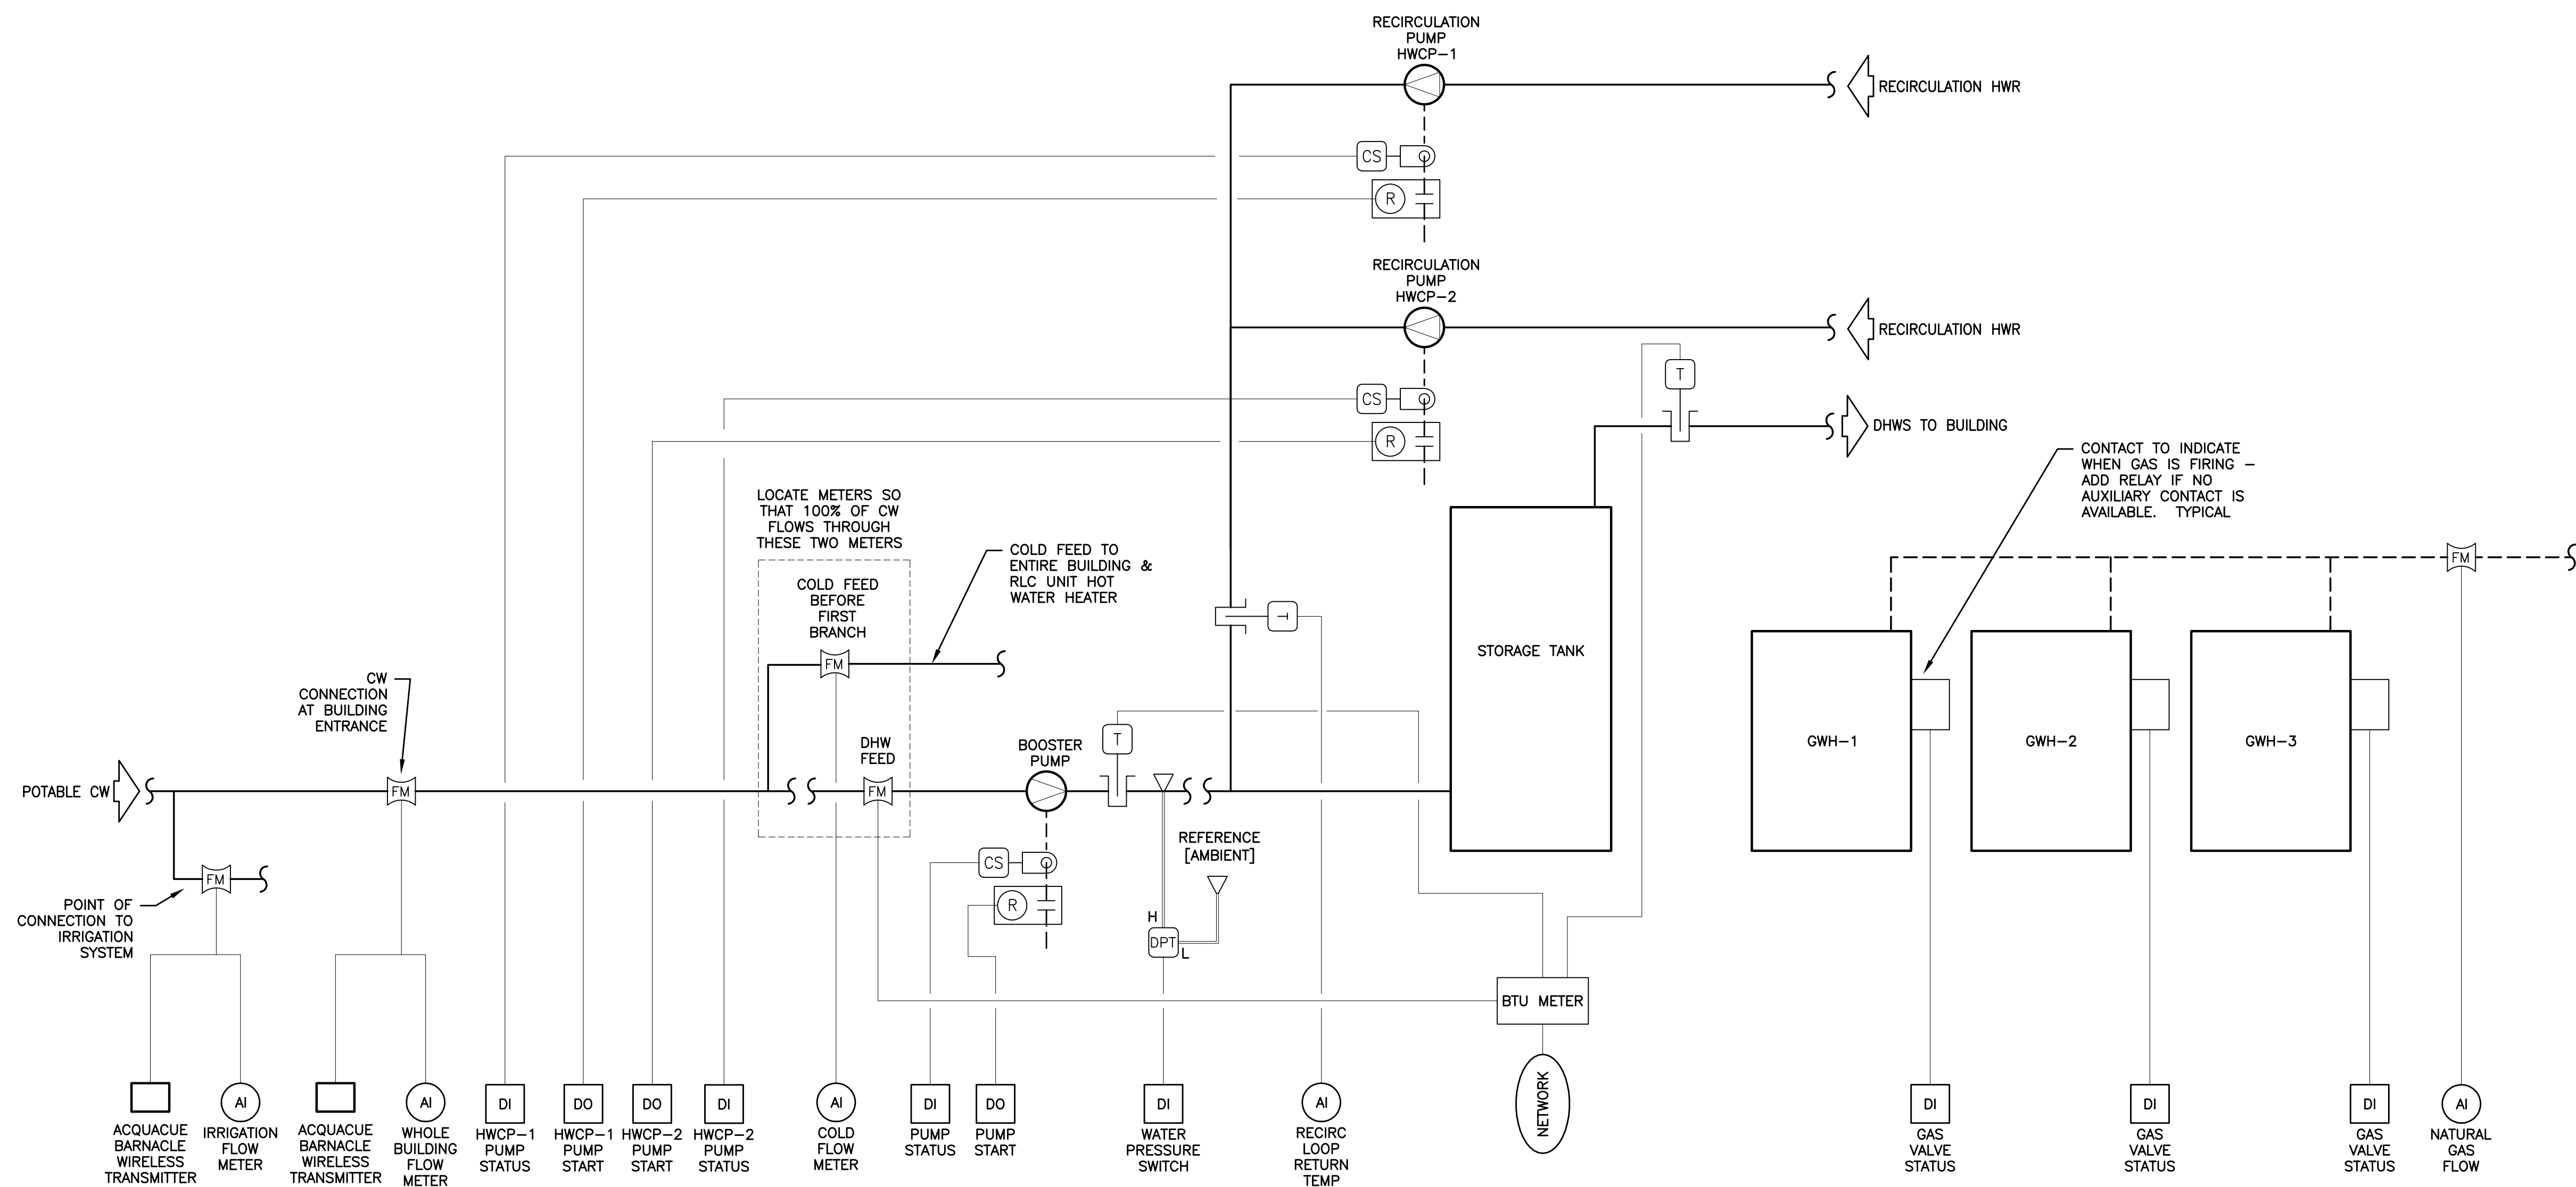 RECIRCULATION
PUMP
HWCP-1
RECIRCULATION HWR
CS
R
RECIRCULATION
PUMP
HWCP-2
RECIRCULATION HWR
CS
R
T
DHWS TO BUILDING
CONTACT TO INDICATE
WHEN GAS IS FIRING -
ADD RELAY IF NO
AUXILIARY CONTACT IS
AVAILABLE. TYPICAL
LOCATE METERS SO
THAT 100% OF CW
FLOWS THROUGH
THESE TWO METERS
COLD FEED TO
ENTIRE BUILDING &
RLC UNIT HOT
WATER HEATER
COLD FEED
BEFORE
FIRST
BRANCH
FM
FM
T
STORAGE TANK
CW
CONNECTION
AT BUILDING
ENTRANCE
DHW
FEED
BOOSTER
PUMP
T
GWH-1
GWH-2
GWH-3
POTABLE CW
FM
FM
REFERENCE
[AMBIENT]
CS
R
FM
POINT OF
CONNECTION TO
IRRIGATION
SYSTEM
H
DPT
L
BTU METER
NETWORK
ACQUACUE
BARNACLE
WIRELESS
TRANSMITTER
AI
IRRIGATION
FLOW
METER
ACQUACUE
BARNACLE
WIRELESS
TRANSMITTER
AI
WHOLE
BUILDING
FLOW
METER
DI
HWCP-1
PUMP
STATUS
DO
HWCP-1
PUMP
START
DO
HWCP-2
PUMP
START
DI
HWCP-2
PUMP
STATUS
AI
COLD
FLOW
METER
DI
PUMP
STATUS
DO
PUMP
START
DI
WATER
PRESSURE
SWITCH
AI
RECIRC
LOOP
RETURN
TEMP
DI
GAS
VALVE
STATUS
DI
GAS
VALVE
STATUS
DI
GAS
VALVE
STATUS
AI
NATURAL
GAS
FLOW